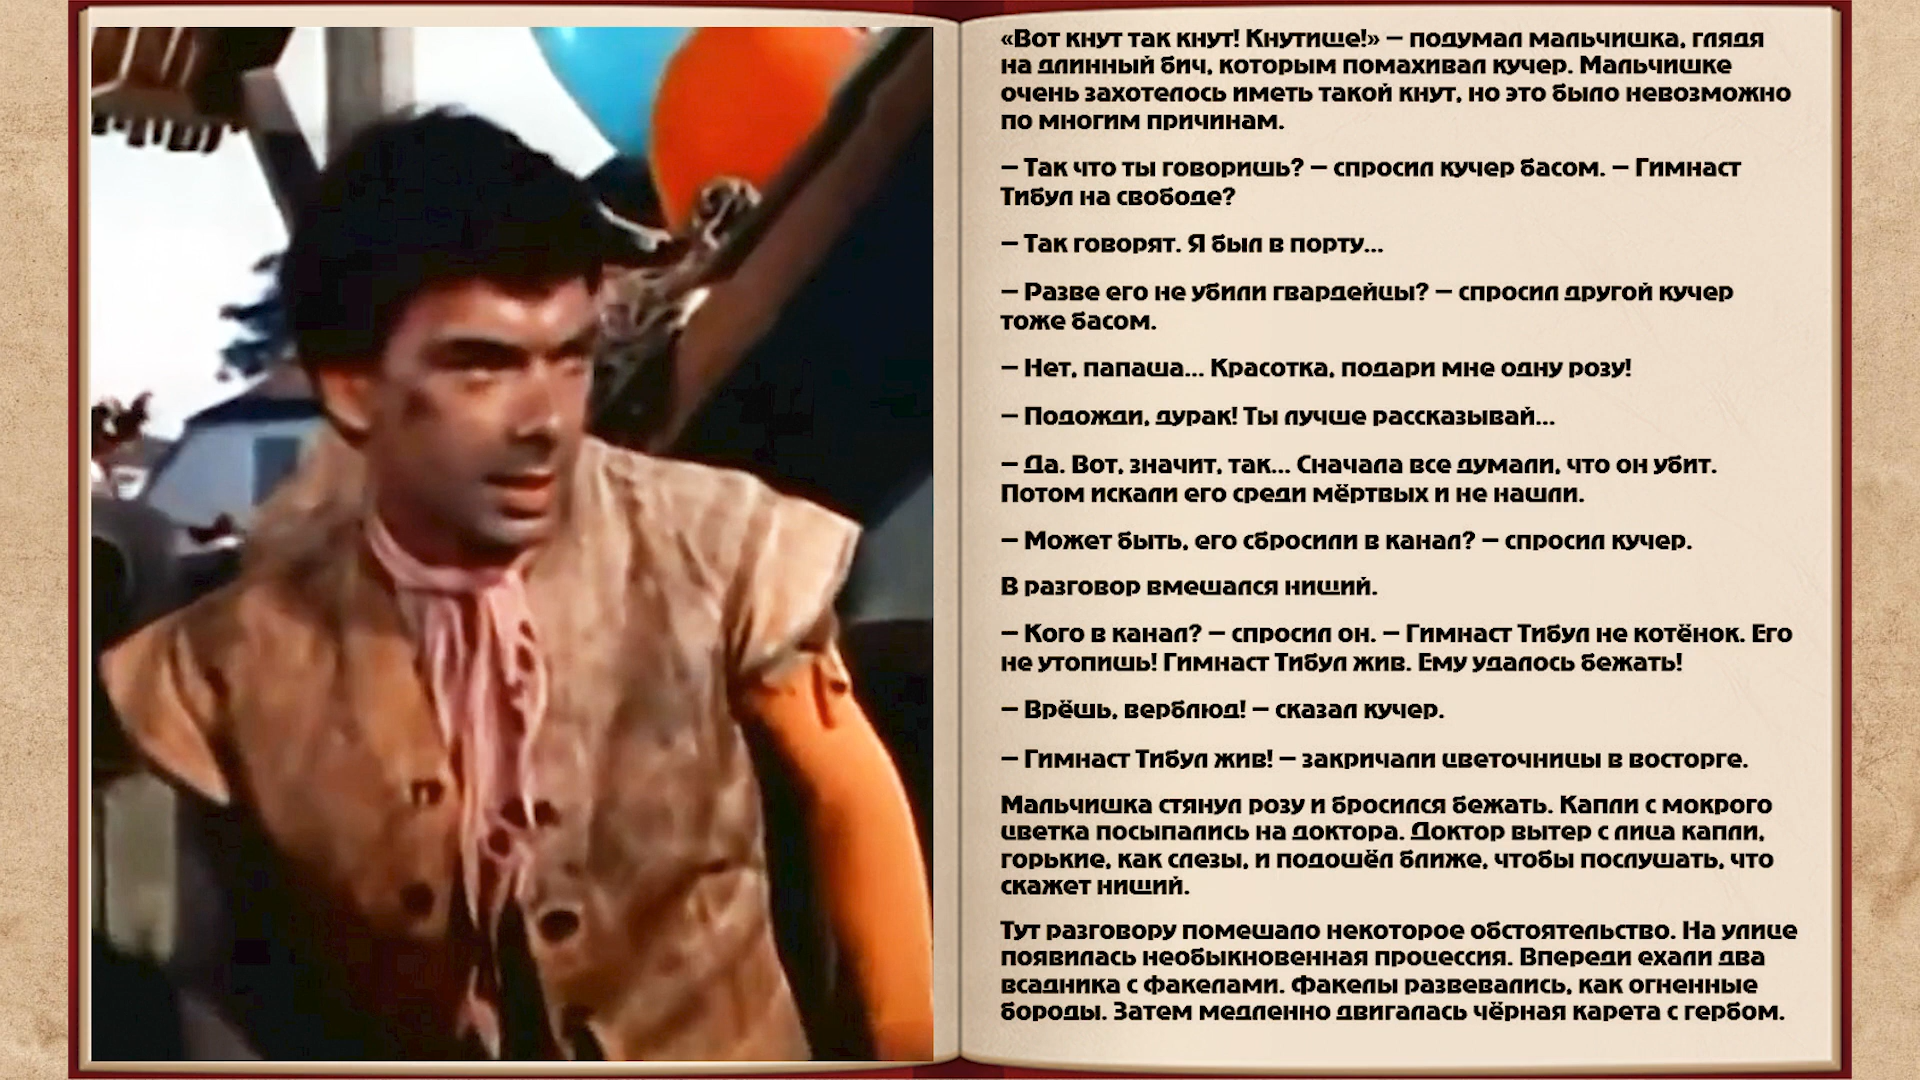 «Вот кнут так кнут! Кнутище!» – подумал мальчишка, глядя
на длинный бич, которым помахивал кучер. Мальчишке
очень захотелось иметь такой кнут, но это было невозможно
по многим причинам.
– Так что ты говоришь? – спросил кучер басом. – Гимнаст
Тибул на свободе?
– Так говорят. Я был в порту...
– Разве его не убили гвардейцы? – спросил другой кучер
тоже басом.
– Нет, папаша... Красотка, подари мне одну розу!
– Подожди, дурак! Ты лучше рассказывай...
– Да. Вот, значит, так... Сначала все думали, что он убит.
Потом искали его среди мёртвых и не нашли.
– Может быть, его сбросили в канал? – спросил кучер.
В разговор вмешался нищий.
– Кого в канал? – спросил он. – Гимнаст Тибул не котёнок. Его
не утопишь! Гимнаст Тибул жив. Ему удалось бежать!
– Врёшь, верблюд! – сказал кучер.
– Гимнаст Тибул жив! – закричали цветочницы в восторге.
Мальчишка стянул розу и бросился бежать. Капли с мокрого
цветка посыпались на доктора. Доктор вытер с лица капли,
горькие, как слезы, и подошёл ближе, чтобы послушать, что
скажет нищий.
Тут разговору помешало некоторое обстоятельство. На улице
появилась необыкновенная процессия. Впереди ехали два
всадника с факелами. Факелы развевались, как огненные
бороды. Затем медленно двигалась чёрная карета с гербом.